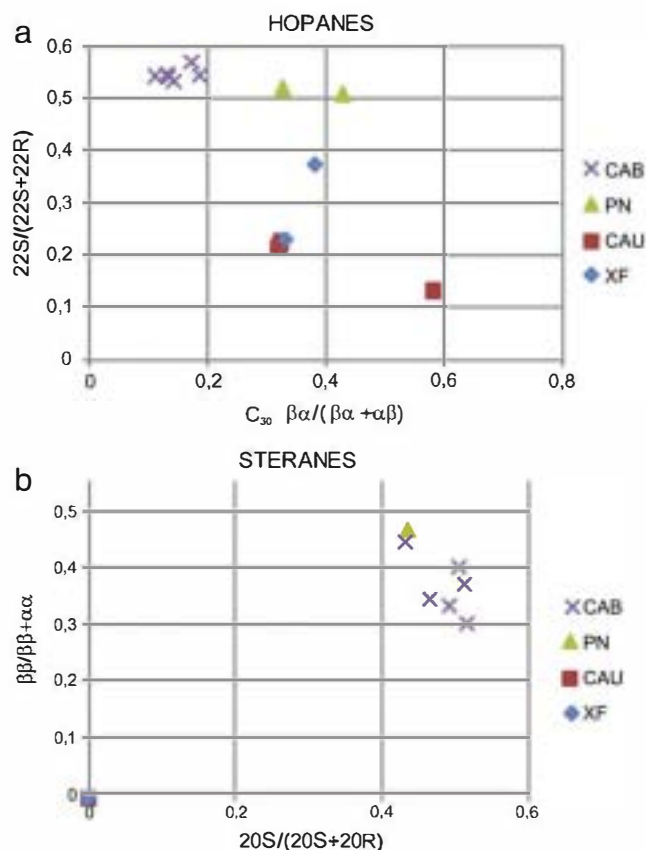 a
HOPANES
0,6
0,5
0,4
0,3
0,2
0,1
0
22S/(22S+22R)
0 0,2 0,4 0,6 0,8
C₃₀ βα/(βα+αβ)
CAB
PN
CAU
XF
b
STERANES
0,5
0,4
0,3
0,2
0,1
0
ββ/ββ+αα
0 0,2 0,4 0,6
20S/(20S+20R)
CAB
PN
CAU
XF